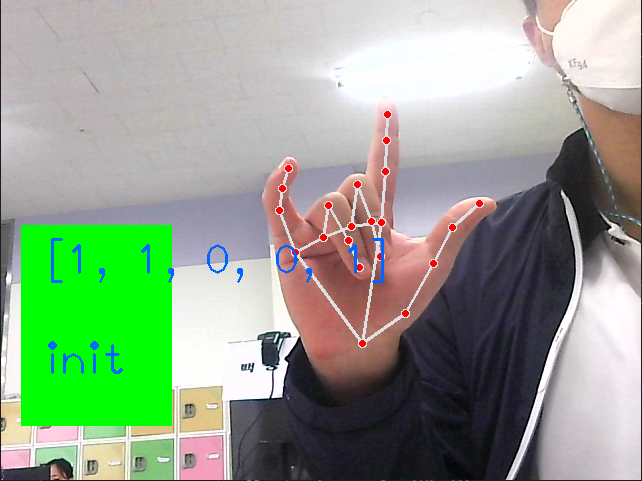 [1, 1, 0, 0, 1]
init